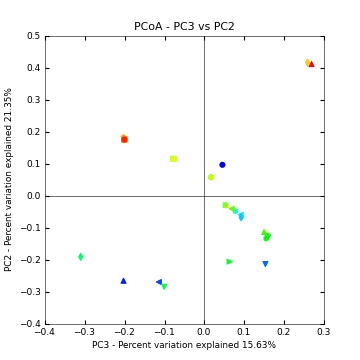 PCoA - PC3 vs PC2
PC2 - Percent variation explained 21.35%
0.5
0.4
0.3
0.2
0.1
0.0
−0.1
−0.2
−0.3
−0.4
−0.4 −0.3 −0.2 −0.1 0.0 0.1 0.2 0.3
PC3 - Percent variation explained 15.63%